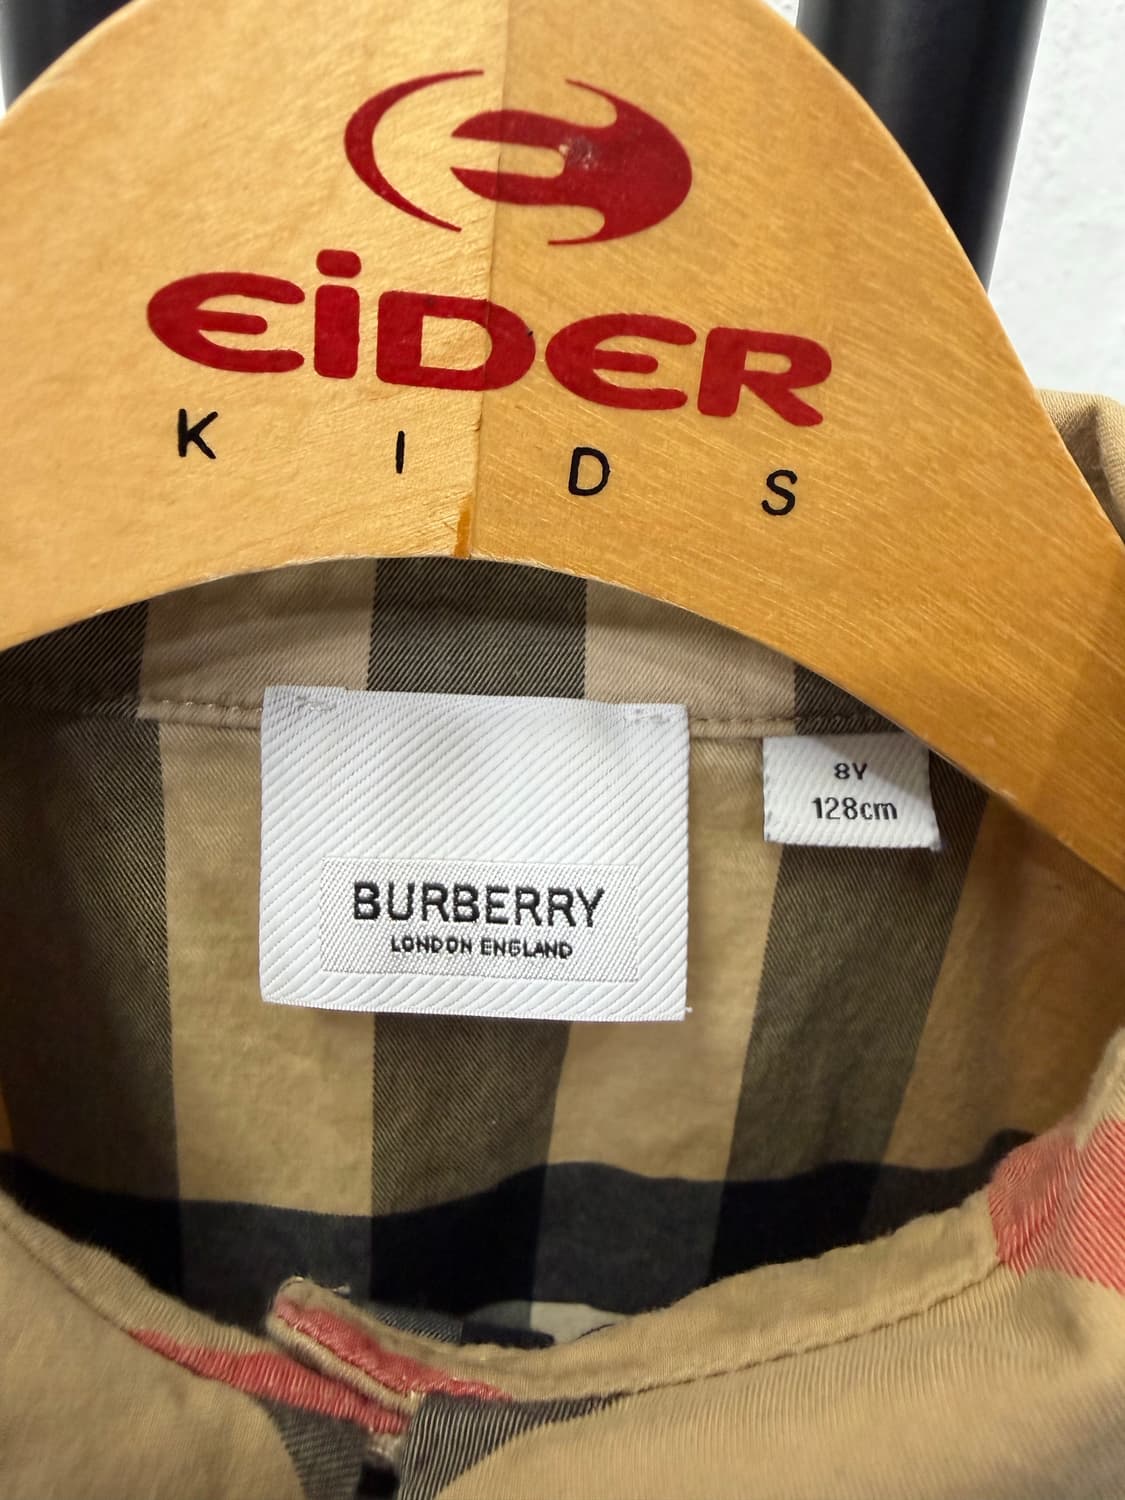 EiDER
KIDS
8Y
128cm
BURBERRY
LONDON ENGLAND